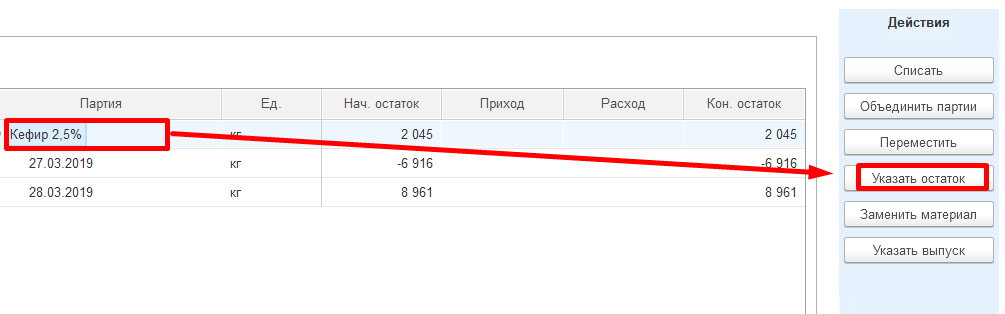 Действия
Списать
Партия Ед. Нач. остаток Приход Расход Кон. остаток
Объединить партии
Кефир 2,5% кг 2 045 2 045
Переместить
27.03.2019 кг -6 916 -6 916
Указать остаток
28.03.2019 кг 8 961 8 961
Заменить материал
Указать выпуск